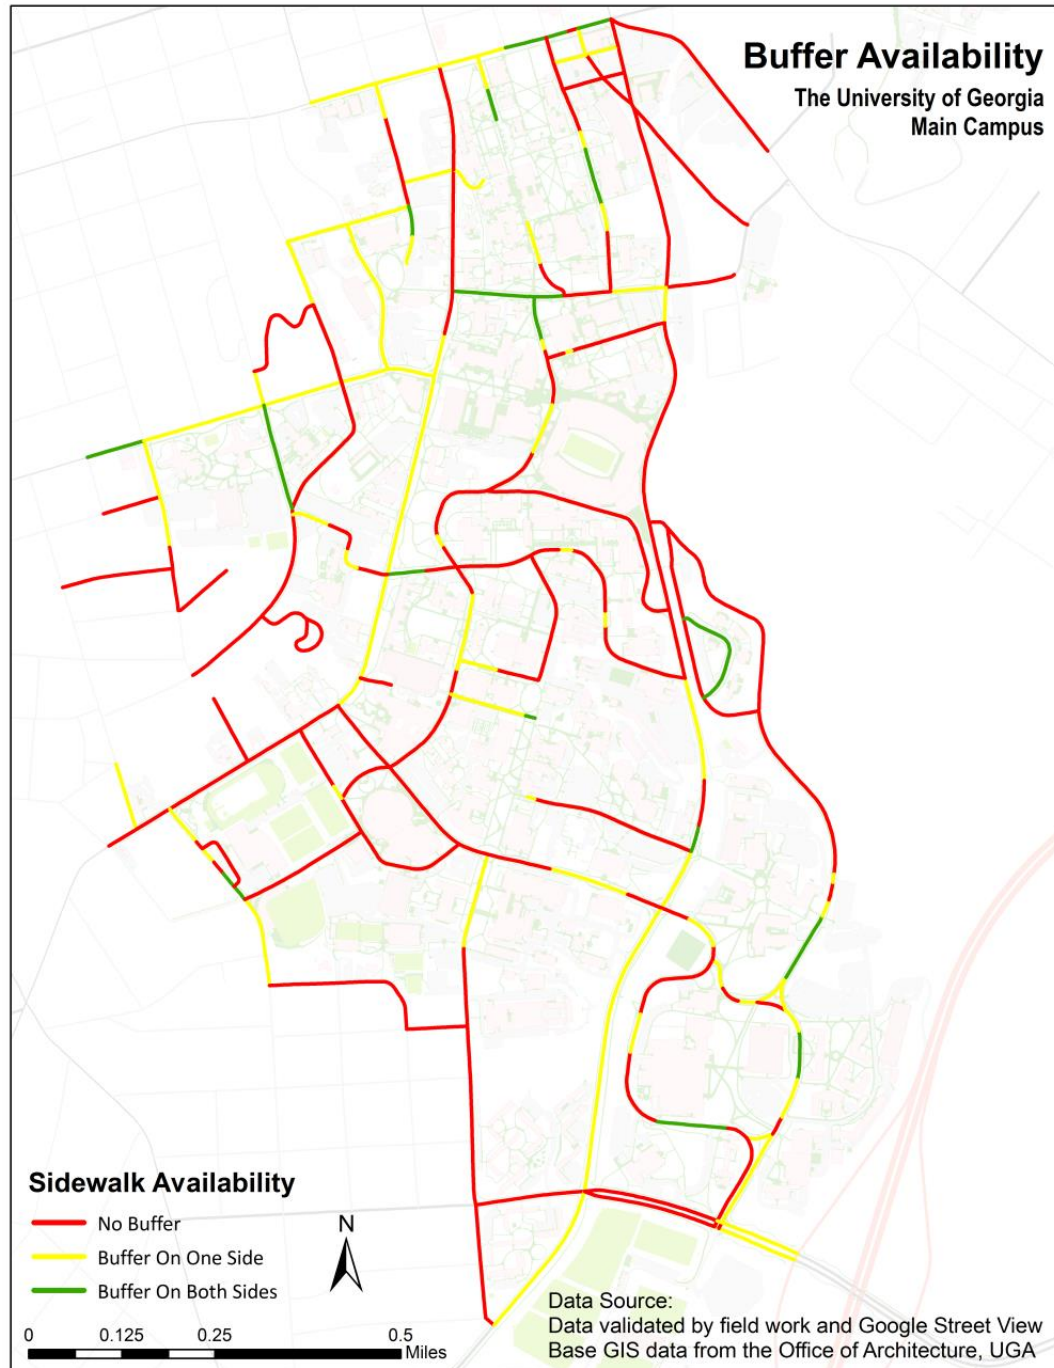 Buffer Availability
The University of Georgia
Main Campus
Sidewalk Availability
No Buffer
Buffer On One Side
Buffer On Both Sides
N
0 0.125 0.25 0.5 Miles
Data Source:
Data validated by field work and Google Street View
Base GIS data from the Office of Architecture, UGA